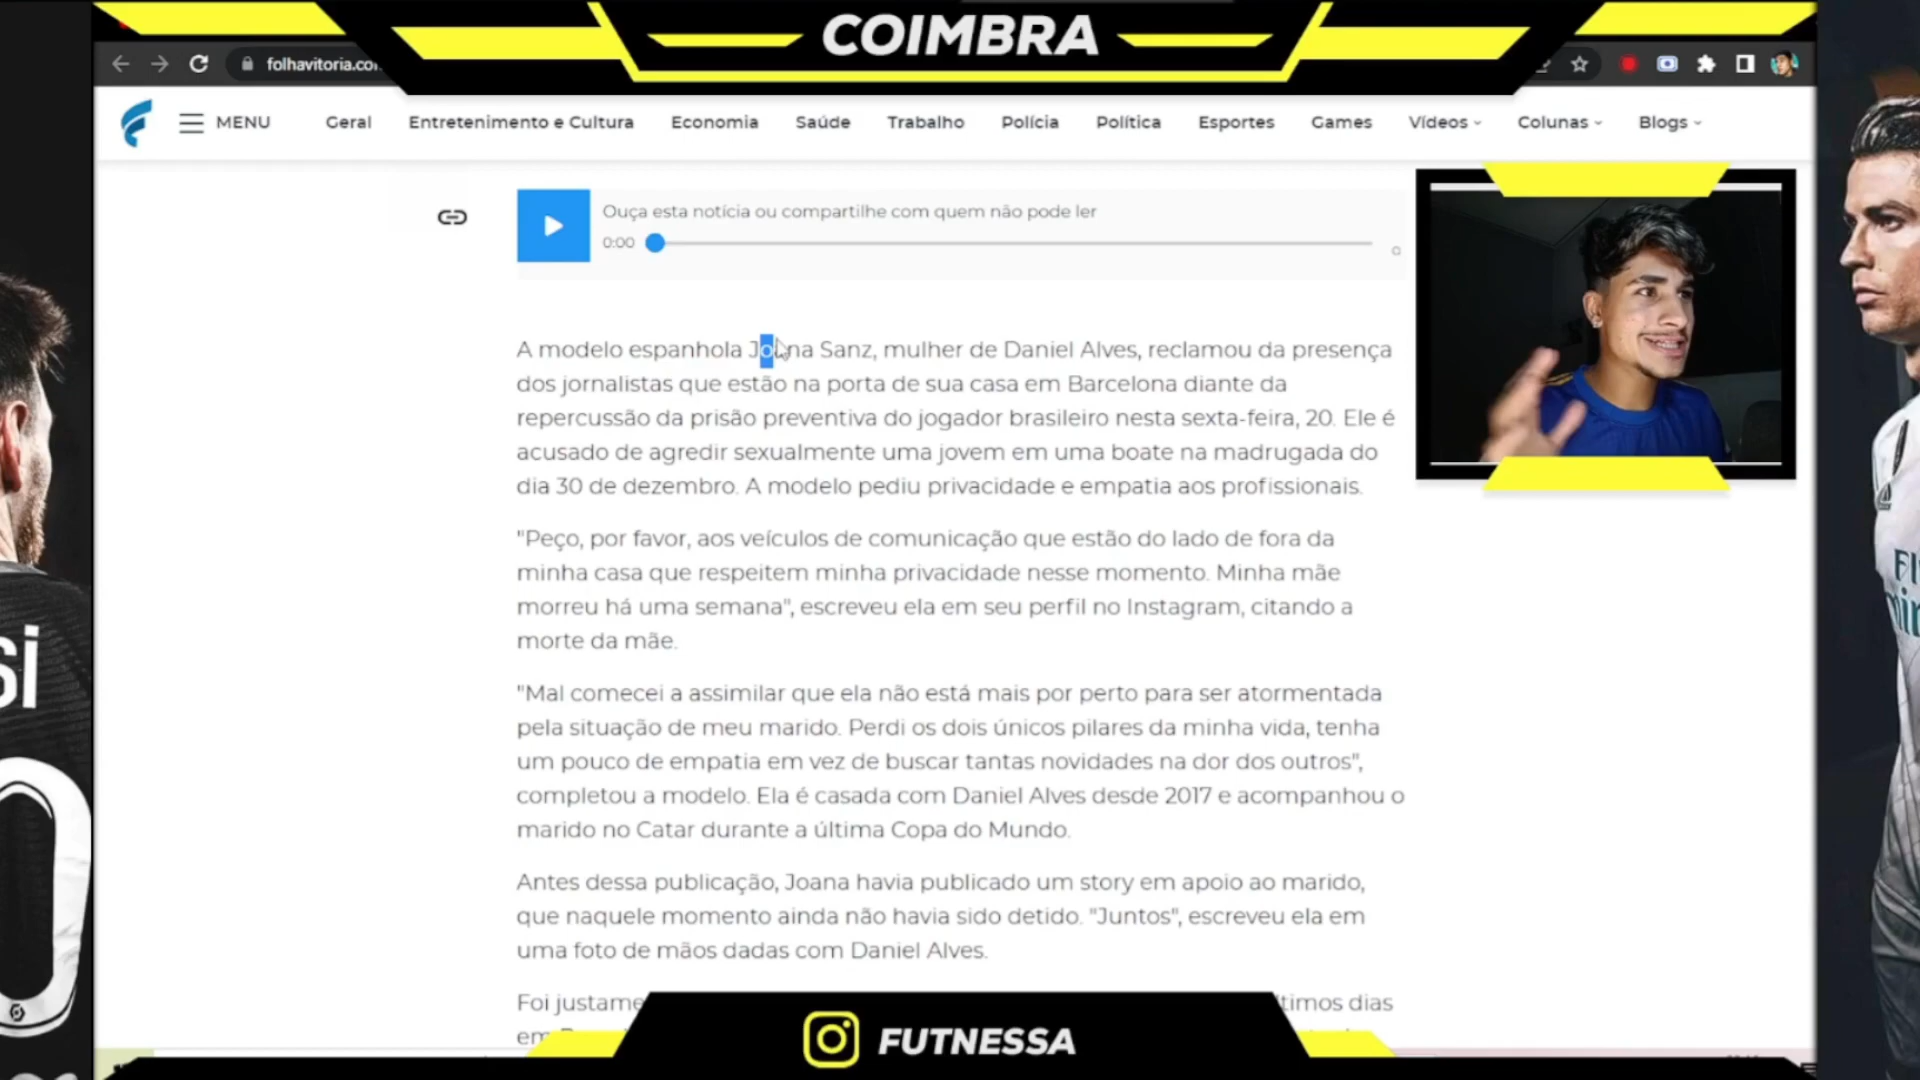 COIMBRA
folhavitoria.co
MENU
Geral
Entretenimento e Cultura
Economia
Saúde
Trabalho
Polícia
Política
Esportes
Games
Vídeos
Colunas
Blogs
Ouça esta notícia ou compartilhe com quem não pode ler
0:00
A modelo espanhola Joana Sanz, mulher de Daniel Alves, reclamou da presença
dos jornalistas que estão na porta de sua casa em Barcelona diante da
repercussão da prisão preventiva do jogador brasileiro nesta sexta-feira, 20. Ele é
acusado de agredir sexualmente uma jovem em uma boate na madrugada do
dia 30 de dezembro. A modelo pediu privacidade e empatia aos profissionais.
"Peço, por favor, aos veículos de comunicação que estão do lado de fora da
minha casa que respeitem minha privacidade nesse momento. Minha mãe
morreu há uma semana", escreveu ela em seu perfil no Instagram, citando a
morte da mãe.
"Mal comecei a assimilar que ela não está mais por perto para ser atormentada
pela situação de meu marido. Perdi os dois únicos pilares da minha vida, tenha
um pouco de empatia em vez de buscar tantas novidades na dor dos outros",
completou a modelo. Ela é casada com Daniel Alves desde 2017 e acompanhou o
marido no Catar durante a última Copa do Mundo.
Antes dessa publicação, Joana havia publicado um story em apoio ao marido,
que naquele momento ainda não havia sido detido. "Juntos", escreveu ela em
uma foto de mãos dadas com Daniel Alves.
Foi justame ltimos dias
em
FUTNESSA
si
0